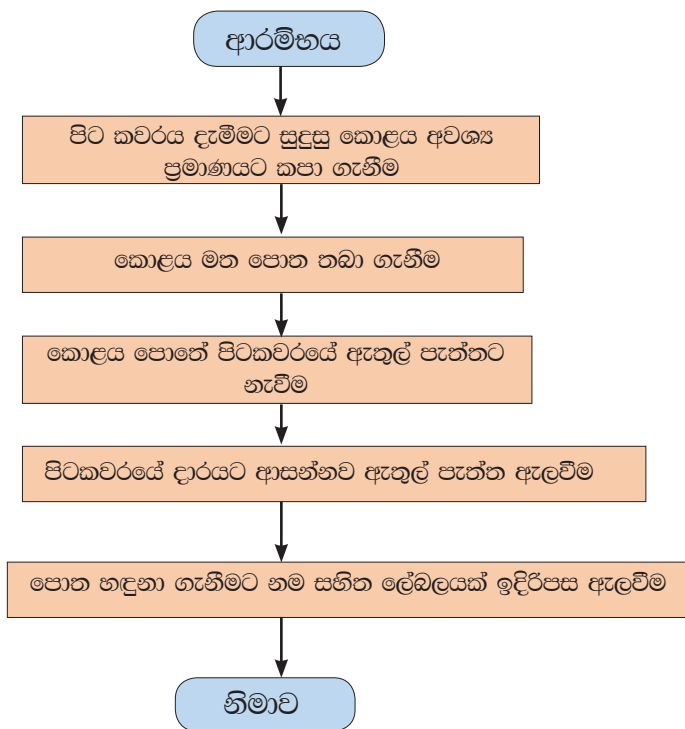 ආරම්භය
පිට කවරය දැමීමට සුදුසු කොළය අවශ්‍ය
ප්‍රමාණයට කපා ගැනීම
කොළය මත පොත තබා ගැනීම
කොළය පොතේ පිටකවරයේ ඇතුල් පැත්තට
නැවීම
පිටකවරයේ දාරයට ආසන්නව ඇතුල් පැත්ත ඇලවීම
පොත හඳුනා ගැනීමට නම සහිත ලේබලයක් ඉදිරිපස ඇලවීම
නිමාව